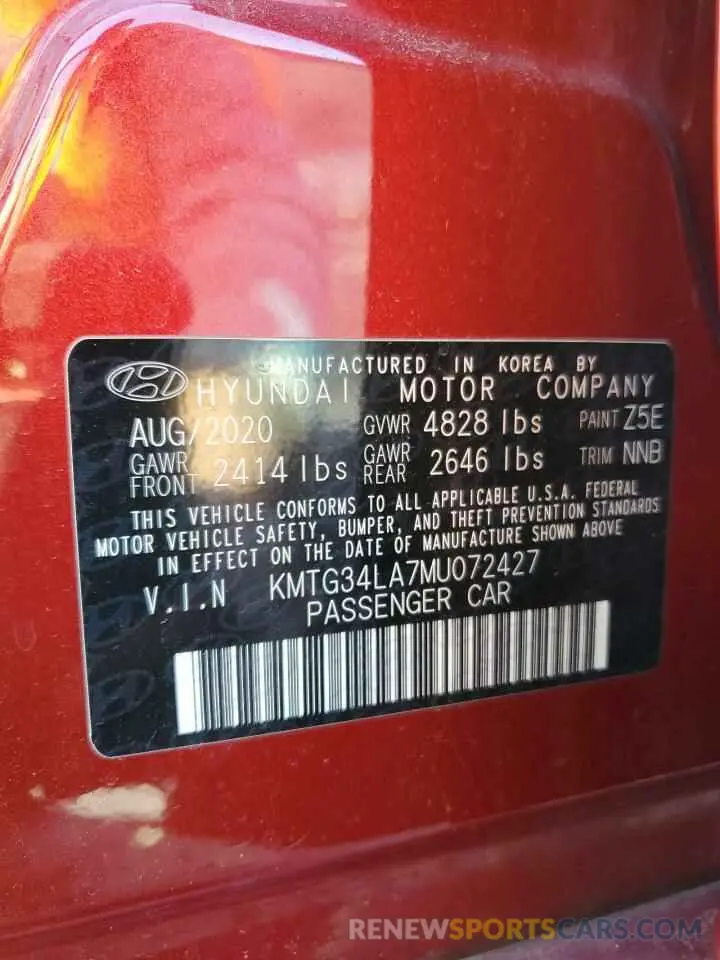 MANUFACTURED IN KOREA BY
HYUNDAI MOTOR COMPANY
AUG/2020 GVWR 4828 lbs PAINT Z5E
GAWR FRONT 2414 lbs GAWR REAR 2646 lbs TRIM NNB
THIS VEHICLE CONFORMS TO ALL APPLICABLE U.S.A. FEDERAL
MOTOR VEHICLE SAFETY, BUMPER, AND THEFT PREVENTION STANDARDS
IN EFFECT ON THE DATE OF MANUFACTURE SHOWN ABOVE
V.I.N KMTG34LA7MU072427
PASSENGER CAR
RENEWSPORTSCARS.COM